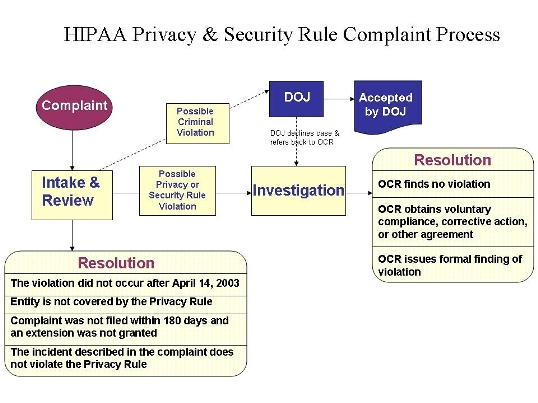 HIPAA Privacy & Security Rule Complaint Process
Complaint
Possible
Criminal
Violation
DOJ
Accepted
by DOJ
DOJ declines case &
refers back to OCR
Intake &
Review
Possible
Privacy or
Security Rule
Violation
Investigation
Resolution
OCR finds no violation
OCR obtains voluntary
compliance, corrective action,
or other agreement
OCR issues formal finding of
violation
Resolution
The violation did not occur after April 14, 2003
Entity is not covered by the Privacy Rule
Complaint was not filed within 180 days and
an extension was not granted
The incident described in the complaint does
not violate the Privacy Rule